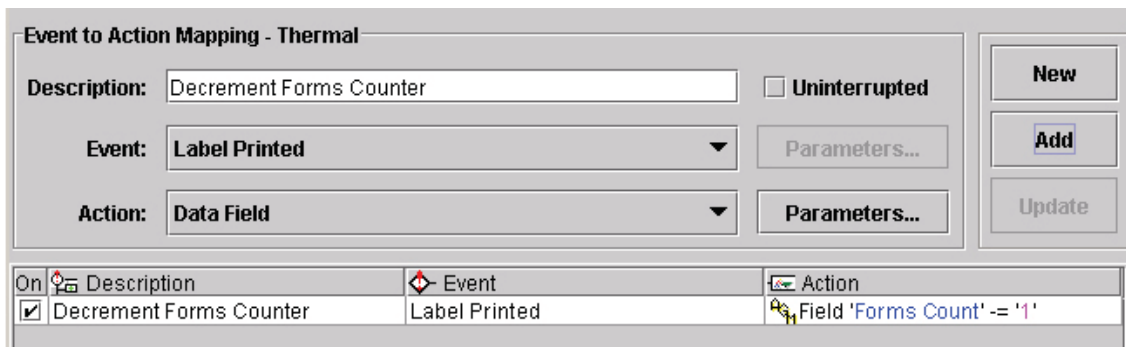 Event to Action Mapping - Thermal
Description: Decrement Forms Counter Uninterrupted New
Event: Label Printed Parameters... Add
Action: Data Field Parameters... Update
On Description Event Action
Decrement Forms Counter Label Printed Field 'Forms Count' -= '1'